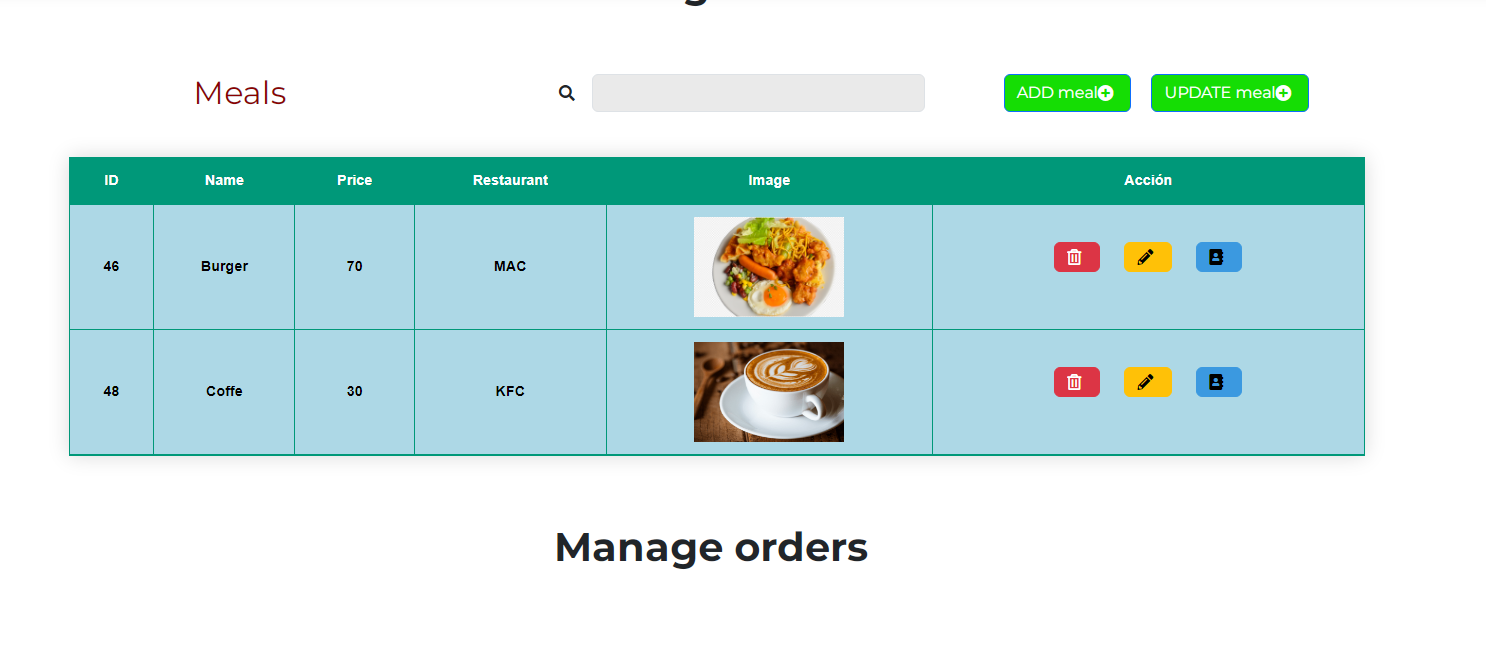 Meals
ADD meal
UPDATE meal
ID Name Price Restaurant Image Acción
46 Burger 70 MAC
48 Coffe 30 KFC
Manage orders